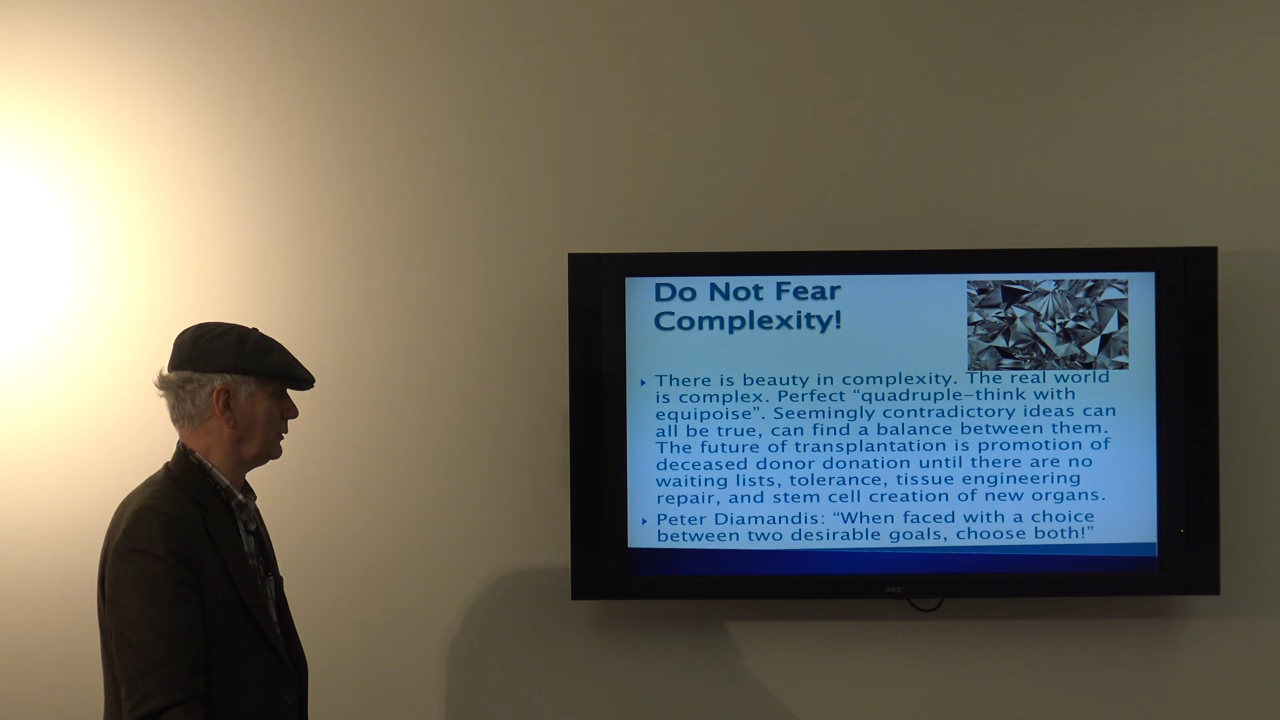 Do Not Fear
Complexity!
There is beauty in complexity. The real world
is complex. Perfect “quadruple-think with
equipoise”. Seemingly contradictory ideas can
all be true, can find a balance between them.
The future of transplantation is promotion of
deceased donor donation until there are no
waiting lists, tolerance, tissue engineering
repair, and stem cell creation of new organs.
Peter Diamandis: “When faced with a choice
between two desirable goals, choose both!”
NEC